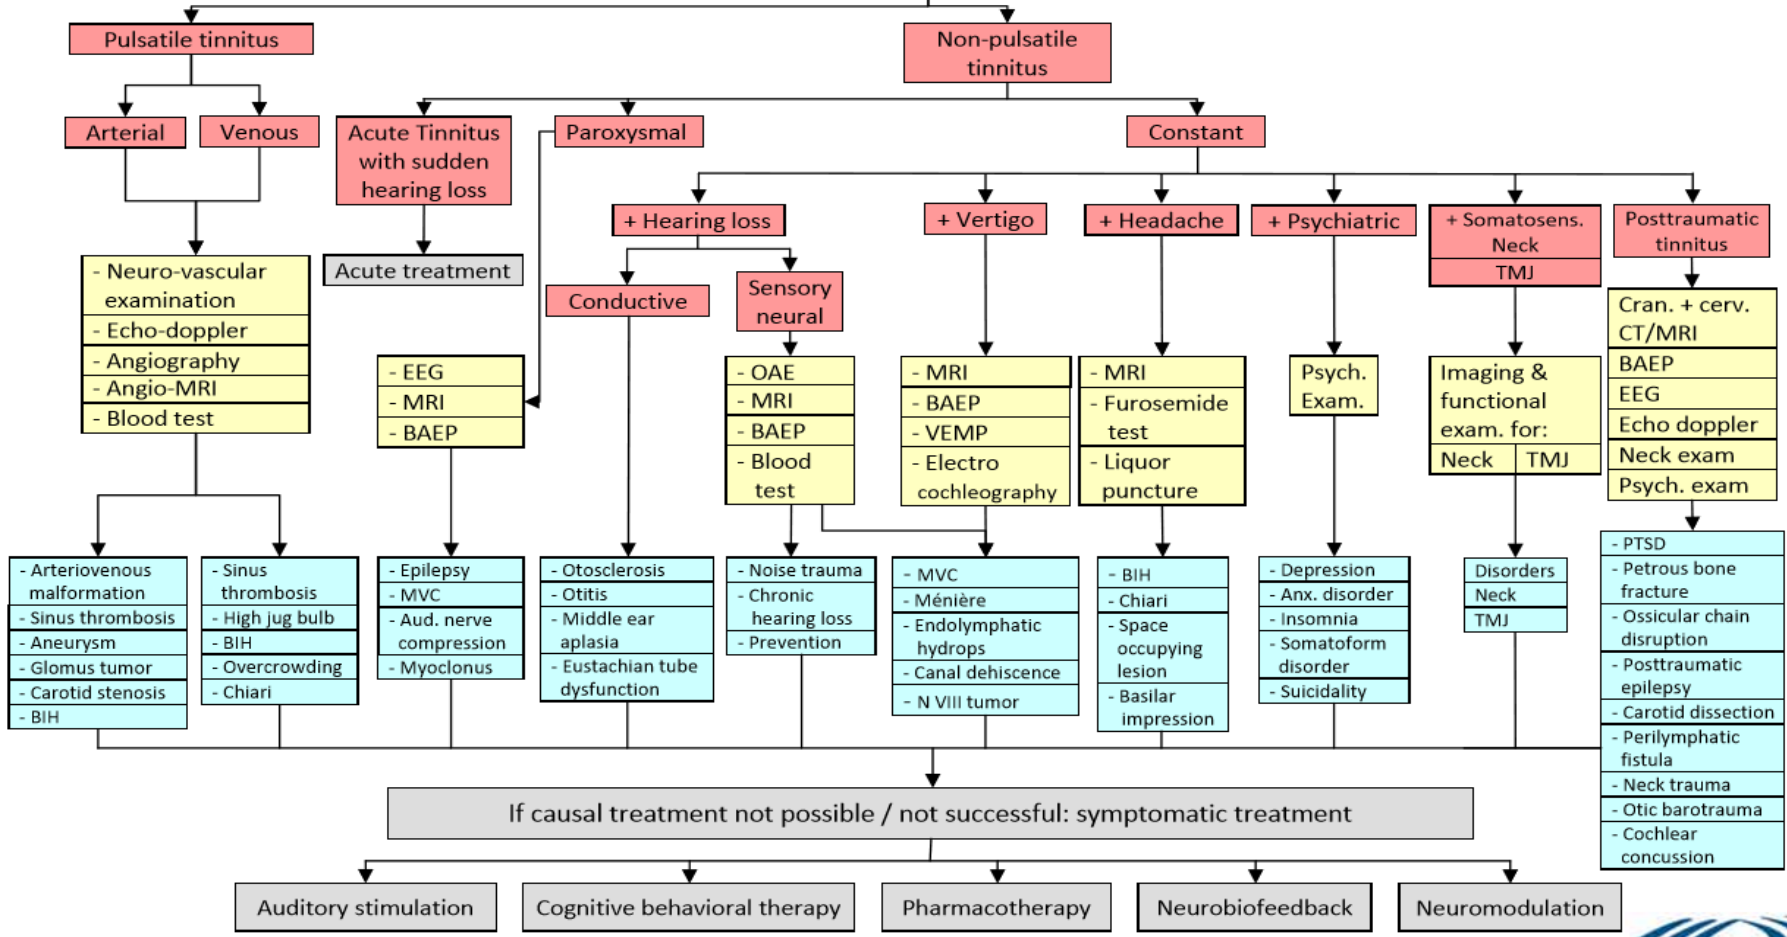 Pulsatile tinnitus
Non-pulsatile
tinnitus
Arterial
Venous
Acute Tinnitus
with sudden
hearing loss
Paroxysmal
Constant
+ Hearing loss
+ Vertigo
+ Headache
+ Psychiatric
+ Somatosens.
Neck
TMJ
Posttraumatic
tinnitus
Acute treatment
Conductive
Sensory
neural
- Neuro-vascular
examination
- Echo-doppler
- Angiography
- Angio-MRI
- Blood test
- EEG
- MRI
- BAEP
- OAE
- MRI
- BAEP
- Blood
test
- MRI
- BAEP
- VEMP
- Electro
cochleography
- MRI
- Furosemide
test
- Liquor
puncture
Psych.
Exam.
Imaging &
functional
exam. for:
Neck
TMJ
Cran. + cerv.
CT/MRI
BAEP
EEG
Echo doppler
Neck exam
Psych. exam
- Arteriovenous
malformation
- Sinus thrombosis
- Aneurysm
- Glomus tumor
- Carotid stenosis
- BIH
- Sinus
thrombosis
- High jug bulb
- BIH
- Overcrowding
- Chiari
- Epilepsy
- MVC
- Aud. nerve
compression
- Myoclonus
- Otosclerosis
- Otitis
- Middle ear
aplasia
- Eustachian tube
dysfunction
- Noise trauma
- Chronic
hearing loss
- Prevention
- MVC
- Ménière
- Endolymphatic
hydrops
- Canal dehiscence
- N VIII tumor
- BIH
- Chiari
- Space
occupying
lesion
- Basilar
impression
- Depression
- Anx. disorder
- Insomnia
- Somatoform
disorder
- Suicidality
Disorders
Neck
TMJ
- PTSD
- Petrous bone
fracture
- Ossicular chain
disruption
- Posttraumatic
epilepsy
- Carotid dissection
- Perilymphatic
fistula
- Neck trauma
- Otic barotrauma
- Cochlear
concussion
If causal treatment not possible / not successful: symptomatic treatment
Auditory stimulation
Cognitive behavioral therapy
Pharmacotherapy
Neurobiofeedback
Neuromodulation